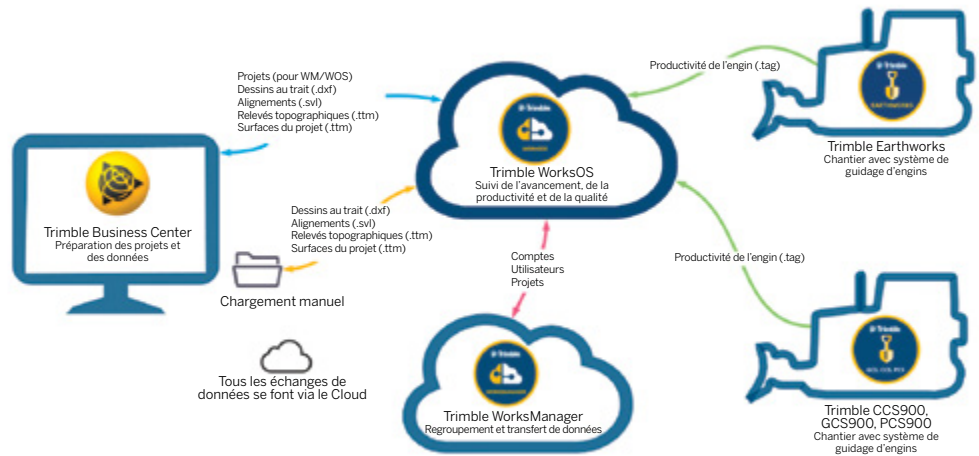 Projets (pour WM/WOS)
Dessins au trait (.dxf)
Alignements (.svl)
Relevés topographiques (.ttm)
Surfaces du projet (.ttm)
Productivité de l'engin (.tag)
Trimble
EARTHWORKS
Trimble Earthworks
Chantier avec système de
guidage d'engins
Trimble
Trimble WorksOS
Suivi de l'avancement, de la
productivité et de la qualité
Trimble Business Center
Préparation des projets et
des données
Dessins au trait (.dxf)
Alignements (.svl)
Relevés topographiques (.ttm)
Surfaces du projet (.ttm)
Chargement manuel
Comptes
Utilisateurs
Projets
Productivité de l'engin (.tag)
Tous les échanges de
données se font via le Cloud
Trimble
Trimble WorksManager
Regroupement et transfert de données
Trimble
Trimble CCS900,
GCS900, PCS900
Chantier avec système de
guidage d'engins